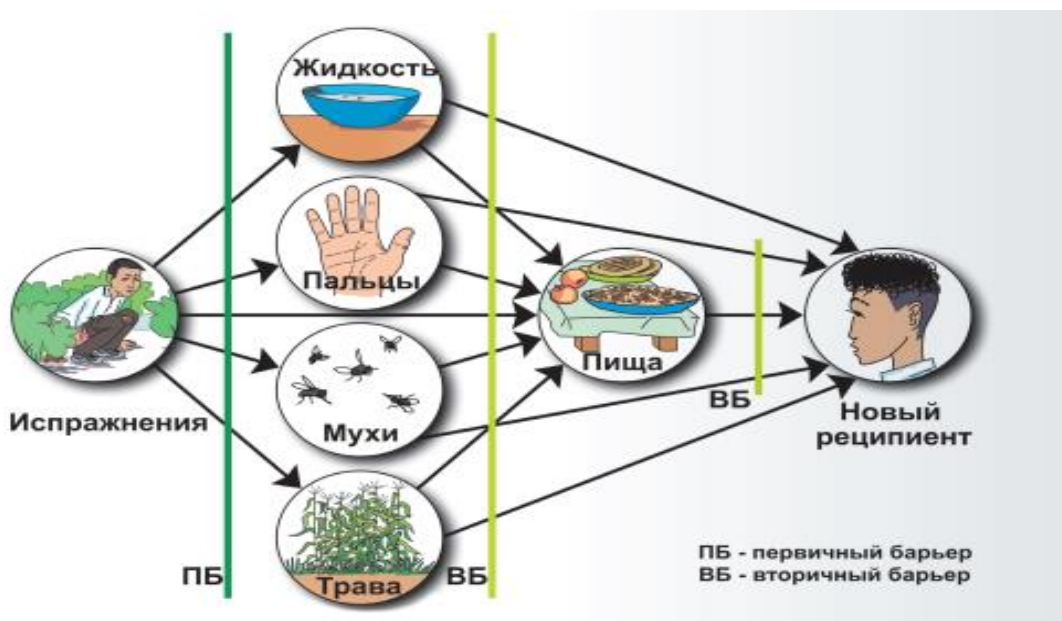 Жидкость
Пальцы
Испражнения
Мухи
Трава
Пища
Новый
реципиент
ПБ
ВБ
ВБ
ПБ - первичный барьер
ВБ - вторичный барьер